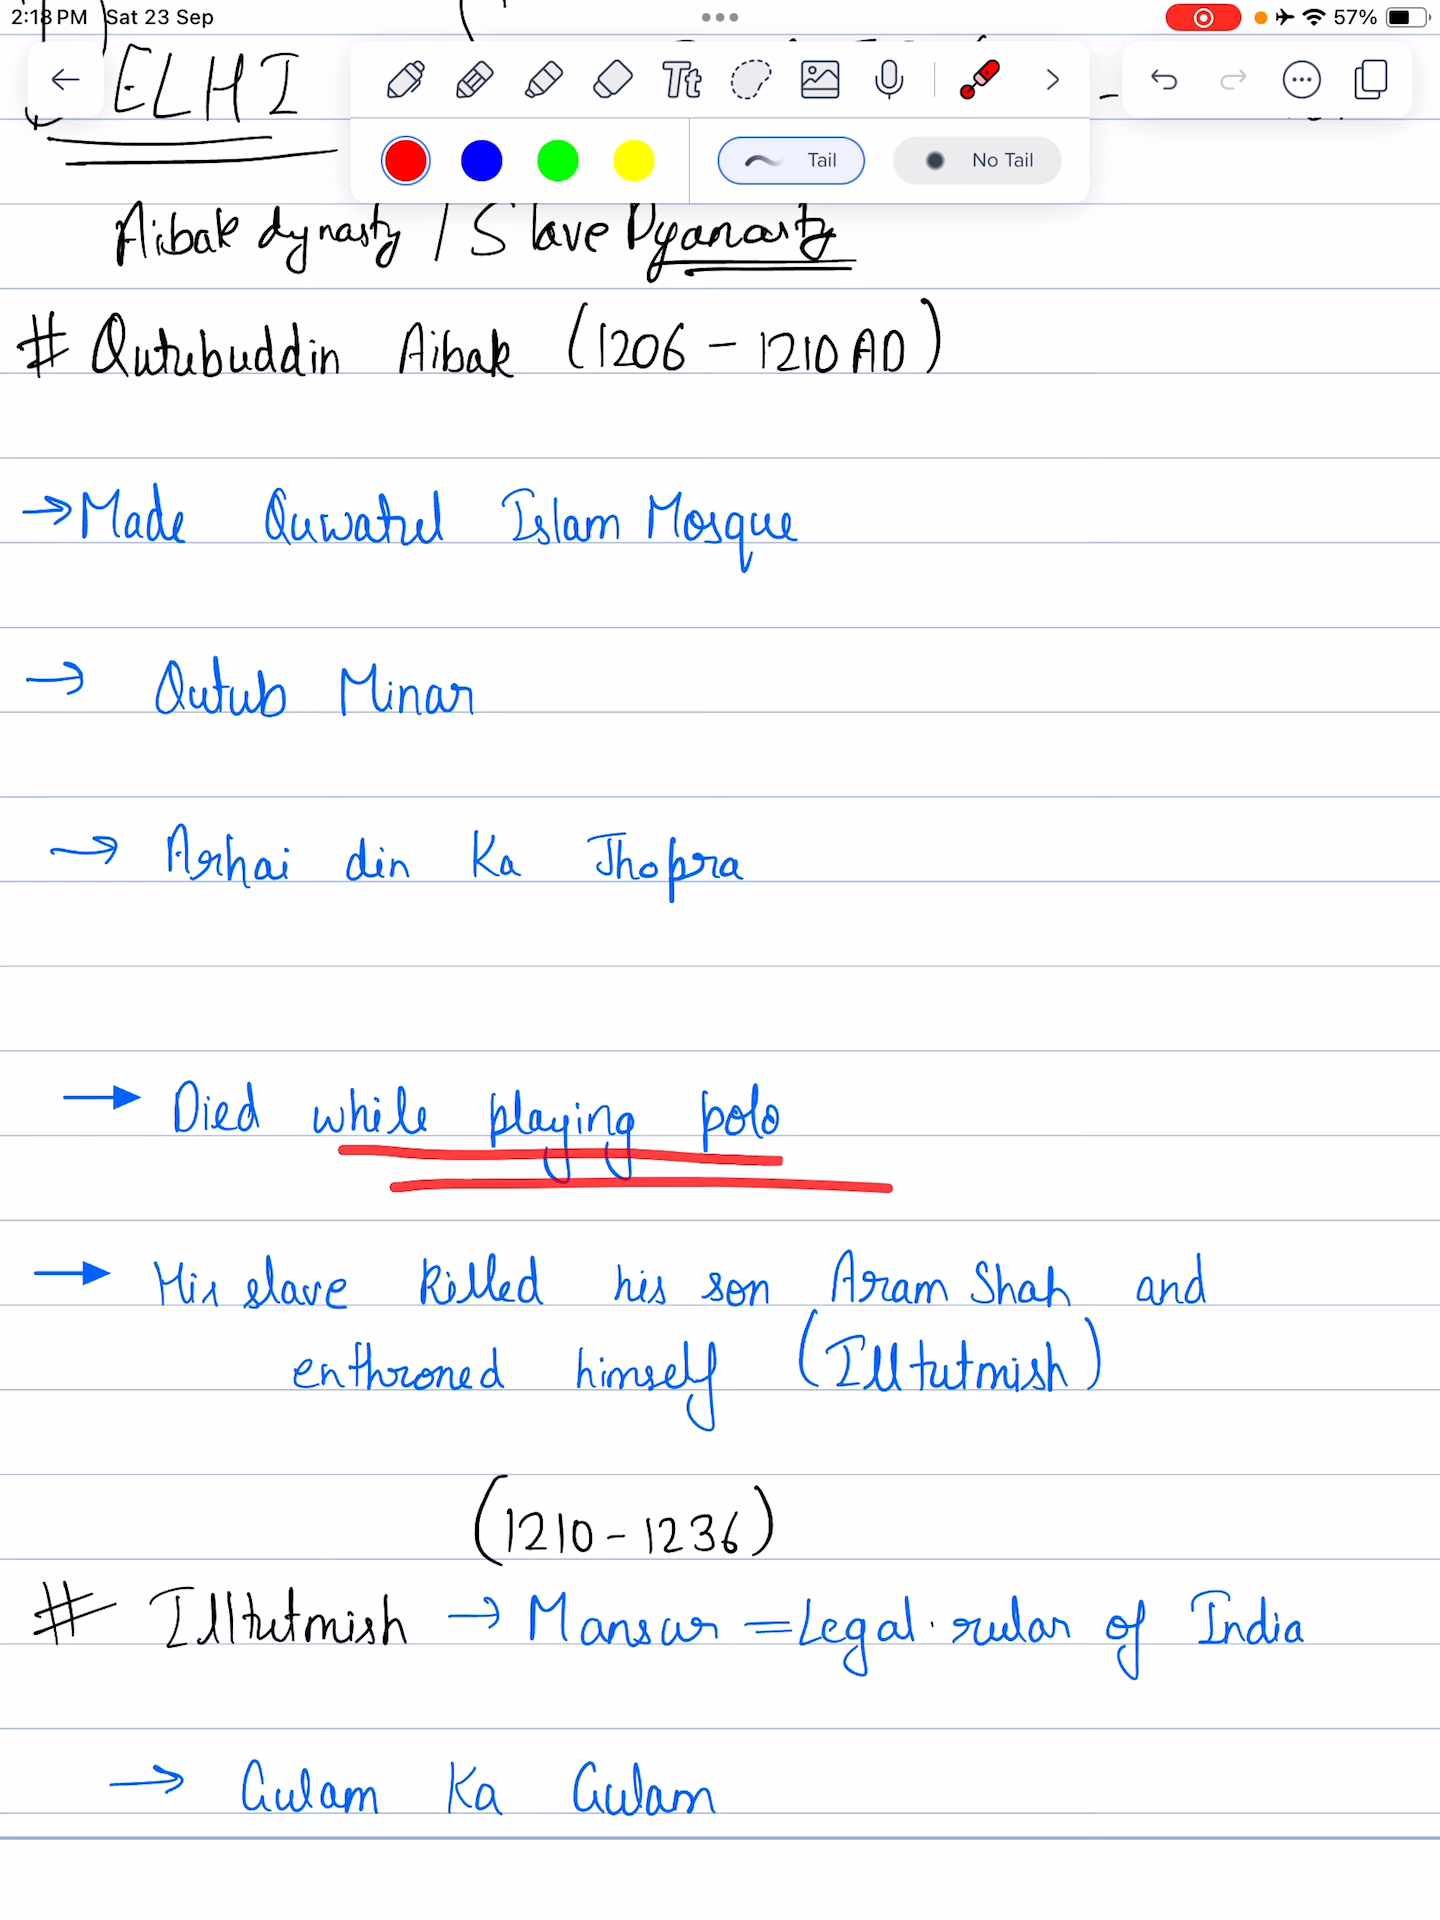 2:18 PM Sat 23 Sep
57%
ELHI
Tt
Tail
No Tail
Aibak dynasty / Slave Dyanasty
# Qutubuddin Aibak (1206 - 1210 AD)
→ Made Quwatul Islam Mosque
→ Qutub Minar
→ Arhai din Ka Jhopra
→ Died while playing polo
→ His slave killed his son Aram Shah and
enthroned himself (Illtutmish)
(1210 - 1236)
# Illtutmish → Mansur = Legal. rular of India
→ Gulam Ka Gulam